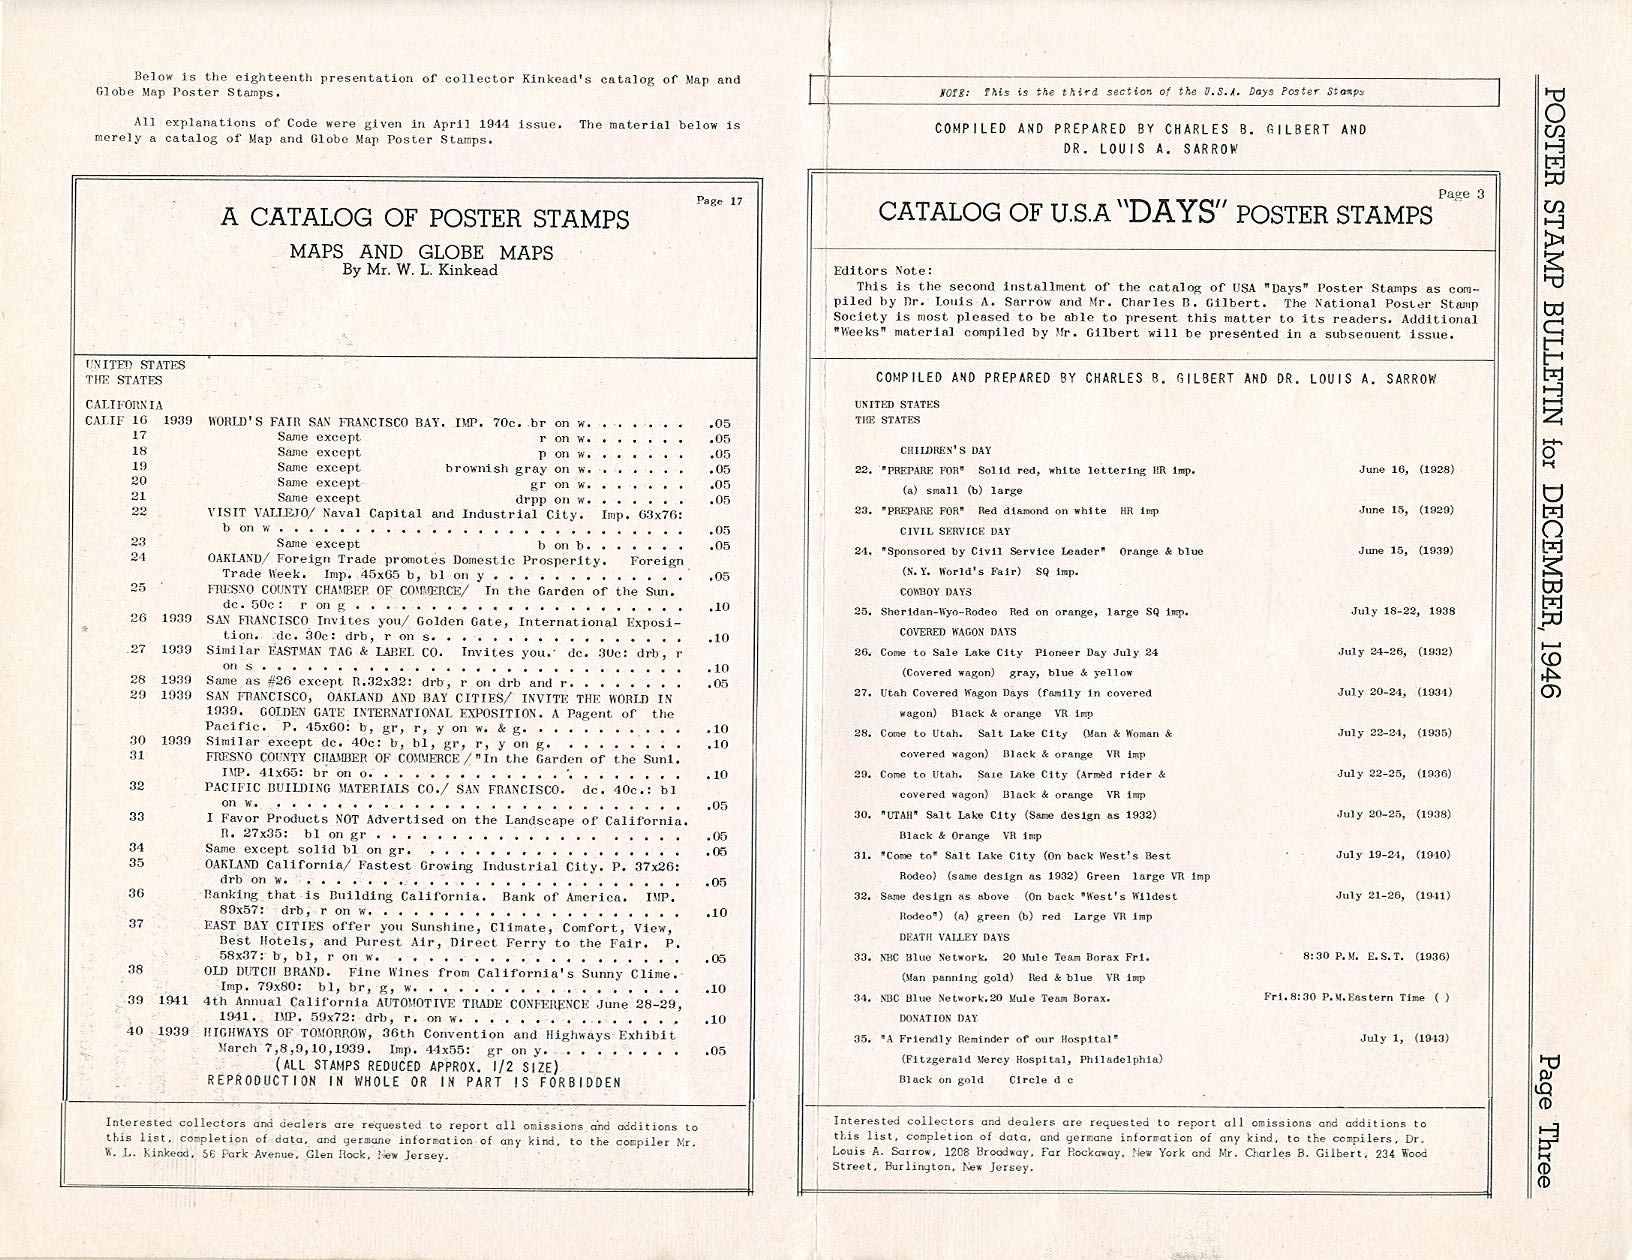 Below is the eighteenth presentation of collector Kinkead's catalog of Map and
Globe Map Poster Stamps.
All explanations of Code were given in April 1944 issue. The material below is
merely a catalog of Map and Globe Map Poster Stamps.
Page 17
A CATALOG OF POSTER STAMPS
MAPS AND GLOBE MAPS
By Mr. W. L. Kinkead
UNITED STATES
THE STATES
CALIFORNIA
CALIF 16 1939 WORLD'S FAIR SAN FRANCISCO BAY. IMP. 70c. br on w. . . . . . . .05
17 Same except r on w. . . . . . . .05
18 Same except p on w. . . . . . . .05
19 Same except brownish gray on w. . . . . . . .05
20 Same except gr on w. . . . . . . .05
21 Same except drpp on w. . . . . . . .05
22 VISIT VALLEJO/ Naval Capital and Industrial City. Imp. 63x76:
b on w . . . . . . . . . . . . . . . . . . . . . . . . . . .05
23 Same except b on b. . . . . . . .05
24 OAKLAND/ Foreign Trade promotes Domestic Prosperity. Foreign
Trade Week. Imp. 45x65 b, bl on y . . . . . . . . . . . . . .05
25 FRESNO COUNTY CHAMBER OF COMMERCE/ In the Garden of the Sun.
dc. 50c: r on g . . . . . . . . . . . . . . . . . . . . . . .10
26 1939 SAN FRANCISCO Invites you/ Golden Gate, International Exposi-
tion. dc. 30c: drb, r on s. . . . . . . . . . . . . . . . . .10
27 1939 Similar EASTMAN TAG & LABEL CO. Invites you. dc. 30c: drb, r
on s . . . . . . . . . . . . . . . . . . . . . . . . . . . . .10
28 1939 Same as #26 except R.32x32: drb, r on drb and r. . . . . . . . .05
29 1939 SAN FRANCISCO, OAKLAND AND BAY CITIES/ INVITE THE WORLD IN
1939. GOLDEN GATE INTERNATIONAL EXPOSITION. A Pagent of the
Pacific. P. 45x60: b, gr, r, y on w. & g. . . . . . . . . . . .10
30 1939 Similar except dc. 40c: b, bl, gr, r, y on g. . . . . . . . . .10
31 FRESNO COUNTY CHAMBER OF COMMERCE /"In the Garden of the Sun1.
IMP. 41x65: br on o. . . . . . . . . . . . . . . . . . . . . .10
32 PACIFIC BUILDING MATERIALS CO./ SAN FRANCISCO. dc. 40c.: bl
on w. . . . . . . . . . . . . . . . . . . . . . . . . . . . . .05
33 I Favor Products NOT Advertised on the Landscape of California.
R. 27x35: bl on gr . . . . . . . . . . . . . . . . . . . . . .05
34 Same except solid bl on gr. . . . . . . . . . . . . . . . . . .05
35 OAKLAND California/ Fastest Growing Industrial City. P. 37x26:
drb on w. . . . . . . . . . . . . . . . . . . . . . . . . . . .05
36 Banking that is Building California. Bank of America. IMP.
89x57: drb, r on w. . . . . . . . . . . . . . . . . . . . . . .10
37 EAST BAY CITIES offer you Sunshine, Climate, Comfort, View,
Best Hotels, and Purest Air, Direct Ferry to the Fair. P.
58x37: b, bl, r on w. . . . . . . . . . . . . . . . . . . . . .05
38 OLD DUTCH BRAND. Fine Wines from California's Sunny Clime.
Imp. 79x80: bl, br, g, w. . . . . . . . . . . . . . . . . . . .10
39 1941 4th Annual California AUTOMOTIVE TRADE CONFERENCE June 28-29,
1941. IMP. 59x72: drb, r. on w. . . . . . . . . . . . . . . . .10
40 1939 HIGHWAYS OF TOMORROW, 36th Convention and Highways Exhibit
March 7,8,9,10,1939. Imp. 44x55: gr on y. . . . . . . . . .05
(ALL STAMPS REDUCED APPROX. 1/2 SIZE)
REPRODUCTION IN WHOLE OR IN PART IS FORBIDDEN
Interested collectors and dealers are requested to report all omissions and additions to
this list, completion of data, and germane information of any kind, to the compiler Mr.
W. L. Kinkead, 56 Park Avenue, Glen Rock, New Jersey.
NOTE: This is the third section of the U.S.A. Days Poster Stamps
COMPILED AND PREPARED BY CHARLES B. GILBERT AND
DR. LOUIS A. SARROW
Page 3
CATALOG OF U.S.A "DAYS" POSTER STAMPS
Editors Note:
This is the second installment of the catalog of USA "Days" Poster Stamps as com-
piled by Dr. Louis A. Sarrow and Mr. Charles B. Gilbert. The National Poster Stamp
Society is most pleased to be able to present this matter to its readers. Additional
"Weeks" material compiled by Mr. Gilbert will be presented in a subsequent issue.
COMPILED AND PREPARED BY CHARLES B. GILBERT AND DR. LOUIS A. SARROW
UNITED STATES
THE STATES
CHILDREN'S DAY
22. "PREPARE FOR" Solid red, white lettering HR imp. June 16, (1928)
(a) small (b) large
23. "PREPARE FOR" Red diamond on white HR imp June 15, (1929)
CIVIL SERVICE DAY
24. "Sponsored by Civil Service Leader" Orange & blue June 15, (1939)
(N.Y. World's Fair) SQ imp.
COWBOY DAYS
25. Sheridan-Wyo-Rodeo Red on orange, large SQ imp. July 18-22, 1938
COVERED WAGON DAYS
26. Come to Sale Lake City Pioneer Day July 24 July 24-26, (1932)
(Covered wagon) gray, blue & yellow
27. Utah Covered Wagon Days (family in covered July 20-24, (1934)
wagon) Black & orange VR imp
28. Come to Utah. Salt Lake City (Man & Woman & July 22-24, (1935)
covered wagon) Black & orange VR imp
29. Come to Utah. Sale Lake City (Armed rider & July 22-25, (1936)
covered wagon) Black & orange VR imp
30. "UTAH" Salt Lake City (Same design as 1932) July 20-25, (1938)
Black & Orange VR imp
31. "Come to" Salt Lake City (On back West's Best July 19-24, (1940)
Rodeo) (same design as 1932) Green large VR imp
32. Same design as above (On back "West's Wildest July 21-26, (1941)
Rodeo") (a) green (b) red Large VR imp
DEATH VALLEY DAYS
33. NBC Blue Network. 20 Mule Team Borax Fri. 8:30 P.M. E.S.T. (1936)
(Man panning gold) Red & blue VR imp
34. NBC Blue Network.20 Mule Team Borax. Fri.8:30 P.M.Eastern Time ( )
DONATION DAY
35. "A Friendly Reminder of our Hospital" July 1, (1943)
(Fitzgerald Mercy Hospital, Philadelphia)
Black on gold Circle d c
Interested collectors and dealers are requested to report all omissions and additions to
this list, completion of data, and germane information of any kind, to the compilers, Dr.
Louis A. Sarrow, 1208 Broadway, Far Rockaway, New York and Mr. Charles B. Gilbert, 234 Wood
Street, Burlington, New Jersey.
POSTER STAMP BULLETIN for DECEMBER, 1946 Page Three